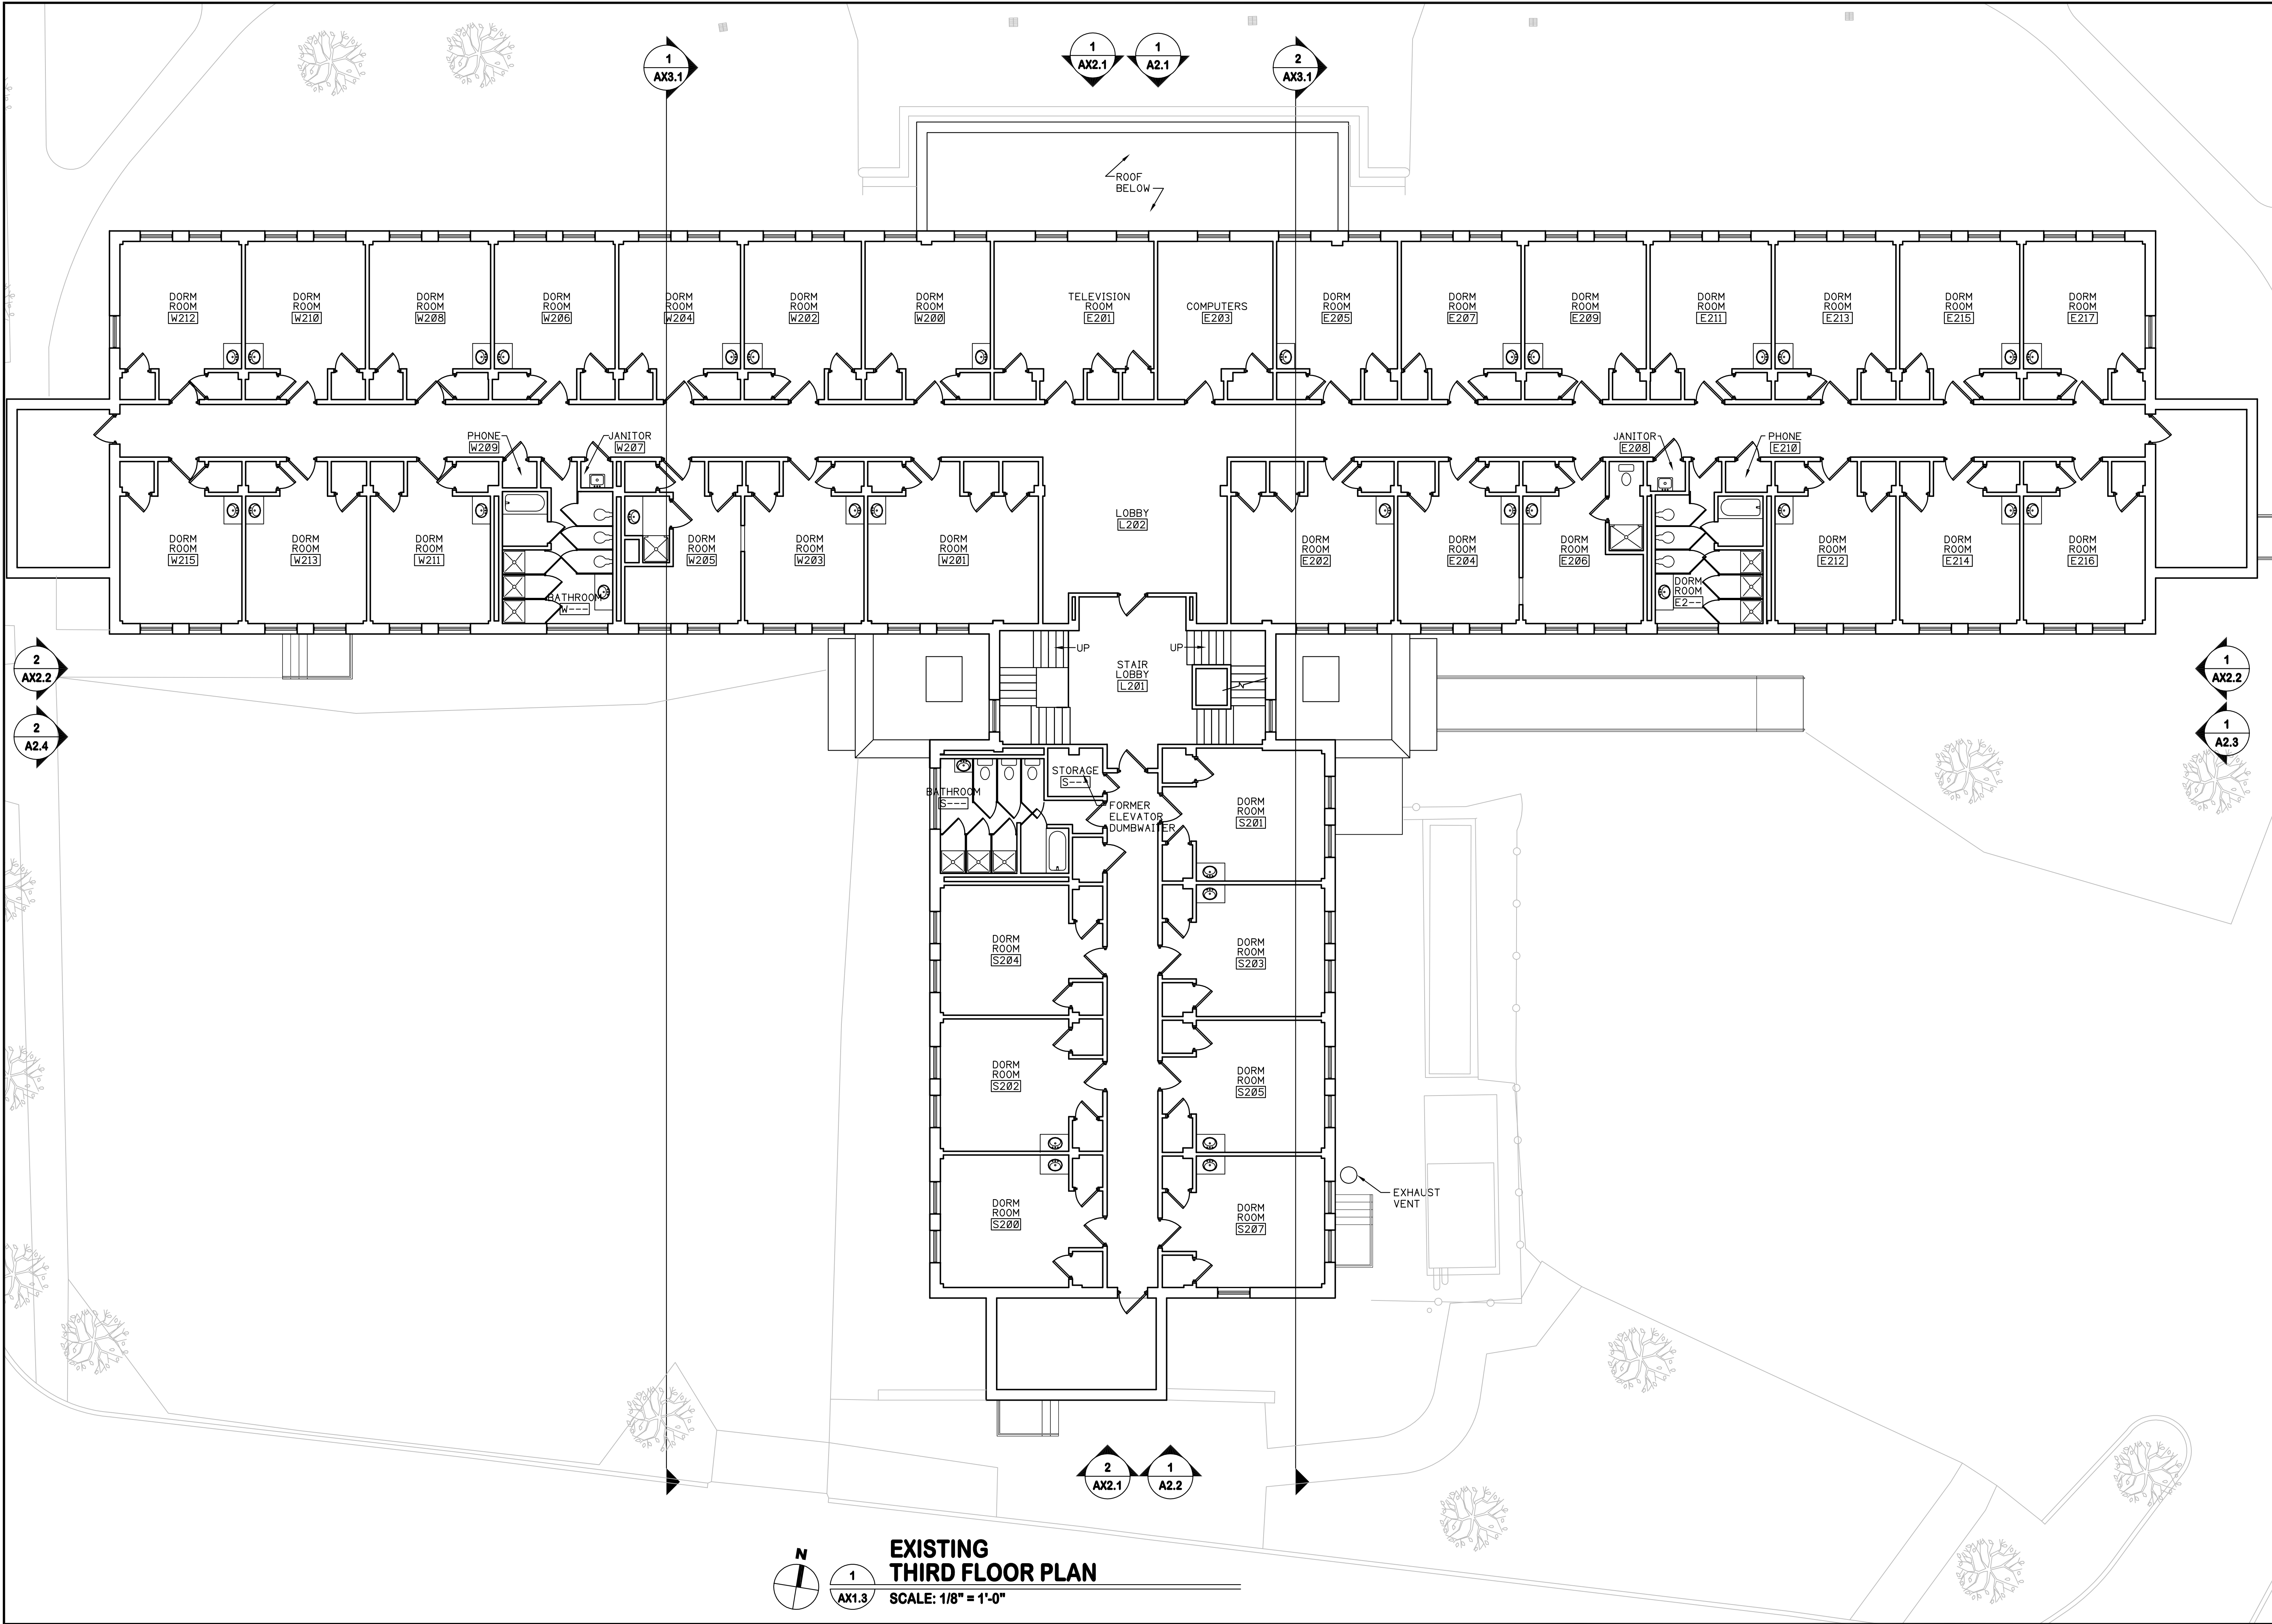 1
AX3.1
1
AX2.1
1
A2.1
2
AX3.1
ROOF
BELOW
DORM
ROOM
W212
DORM
ROOM
W210
DORM
ROOM
W208
DORM
ROOM
W206
DORM
ROOM
W204
DORM
ROOM
W202
DORM
ROOM
W200
TELEVISION
ROOM
E201
COMPUTERS
E203
DORM
ROOM
E205
DORM
ROOM
E207
DORM
ROOM
E209
DORM
ROOM
E211
DORM
ROOM
E213
DORM
ROOM
E215
DORM
ROOM
E217
PHONE
W209
JANITOR
W207
JANITOR
E208
PHONE
E210
LOBBY
L202
DORM
ROOM
W215
DORM
ROOM
W213
DORM
ROOM
W211
BATHROOM
W---
DORM
ROOM
W205
DORM
ROOM
W203
DORM
ROOM
W201
DORM
ROOM
E202
DORM
ROOM
E204
DORM
ROOM
E206
DORM
ROOM
E2--
DORM
ROOM
E212
DORM
ROOM
E214
DORM
ROOM
E216
UP
UP
STAIR
LOBBY
L201
2
AX2.2
1
AX2.2
2
A2.4
1
A2.3
STORAGE
S---
BATHROOM
S---
FORMER
ELEVATOR
DUMBWAITER
DORM
ROOM
S201
DORM
ROOM
S204
DORM
ROOM
S203
DORM
ROOM
S202
DORM
ROOM
S205
DORM
ROOM
S200
DORM
ROOM
S207
EXHAUST
VENT
2
AX2.1
1
A2.2
N
1
AX1.3
EXISTING
THIRD FLOOR PLAN
SCALE: 1/8" = 1'-0"